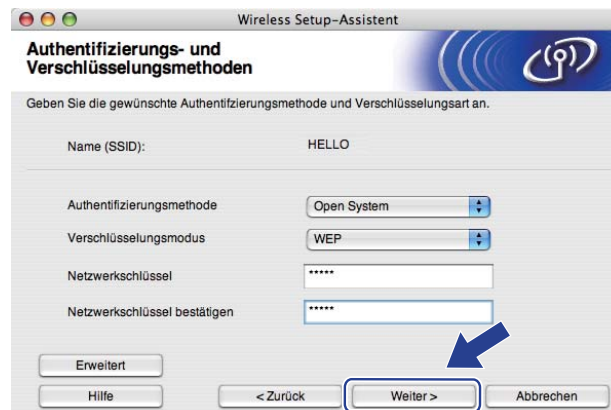 Wireless Setup-Assistent
Authentifizierungs- und
Verschlüsselungsmethoden
Geben Sie die gewünschte Authentifzierungsmethode und Verschlüsselungsart an.
Name (SSID): HELLO
Authentifizierungsmethode Open System
Verschlüsselungsmodus WEP
Netzwerkschlüssel *****
Netzwerkschlüssel bestätigen *****
Erweitert
Hilfe < Zurück Weiter > Abbrechen